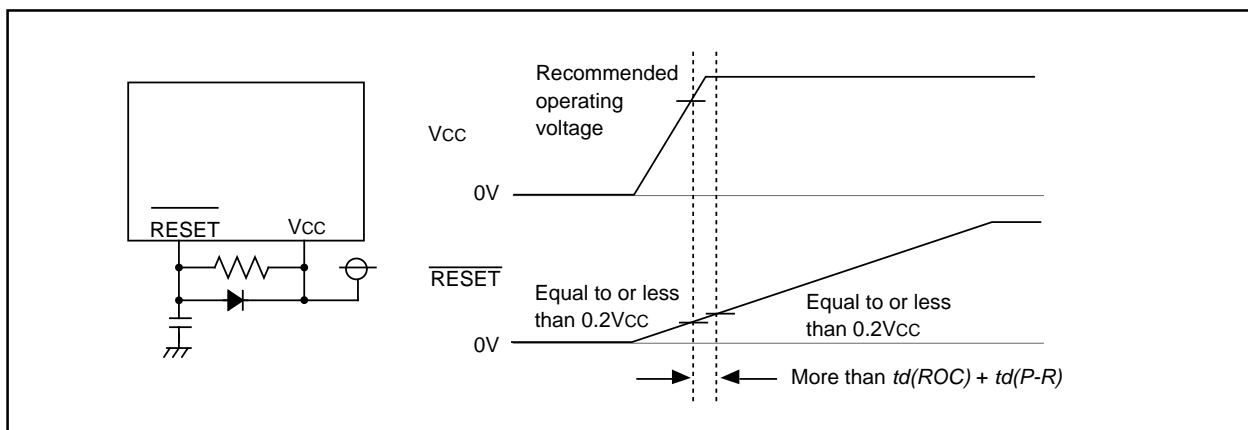 RESET
VCC
Recommended
operating
voltage
VCC
0V
RESET
Equal to or less
than 0.2VCC
Equal to or less
than 0.2VCC
0V
More than td(ROC) + td(P-R)